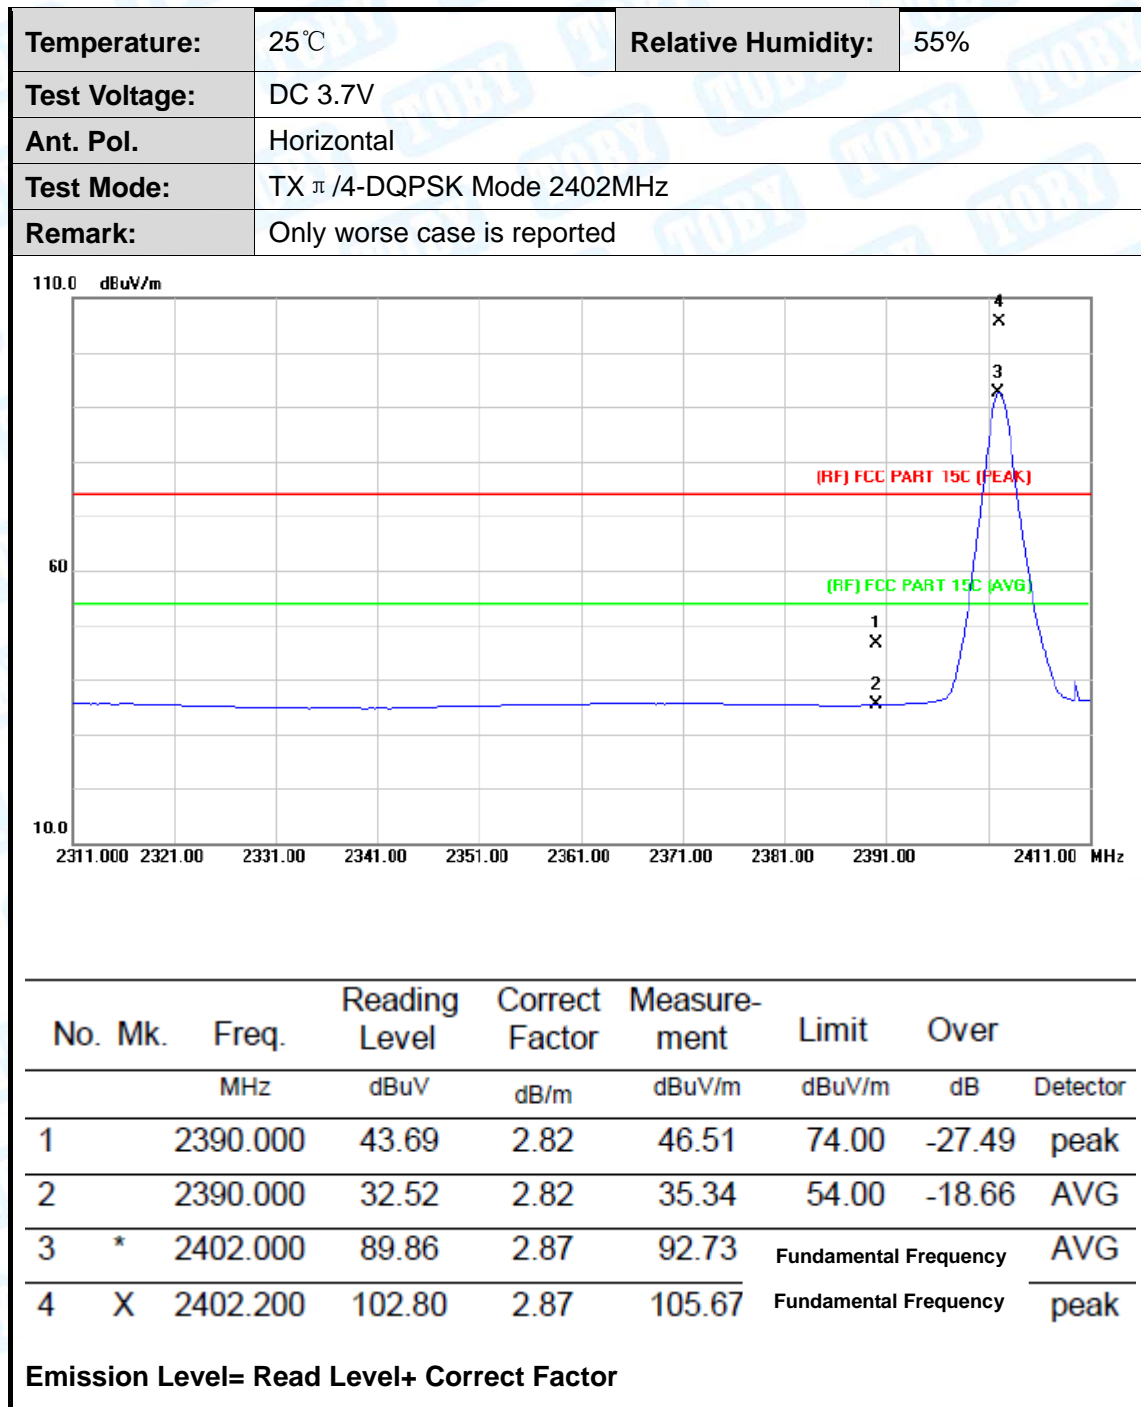 Temperature: 25℃ Relative Humidity: 55%
Test Voltage: DC 3.7V
Ant. Pol. Horizontal
Test Mode: TX π/4-DQPSK Mode 2402MHz
Remark: Only worse case is reported
110.0 dBuV/m
4
3
(RF) FCC PART 15C (PEAK)
60
(RF) FCC PART 15C (AVG)
1
2
10.0
2311.000 2321.00 2331.00 2341.00 2351.00 2361.00 2371.00 2381.00 2391.00 2411.00 MHz
No. Mk. Freq. Reading Level Correct Factor Measure-ment Limit Over
MHz dBuV dB/m dBuV/m dBuV/m dB Detector
1 2390.000 43.69 2.82 46.51 74.00 -27.49 peak
2 2390.000 32.52 2.82 35.34 54.00 -18.66 AVG
3 * 2402.000 89.86 2.87 92.73 Fundamental Frequency AVG
4 X 2402.200 102.80 2.87 105.67 Fundamental Frequency peak
Emission Level= Read Level+ Correct Factor
TOBY